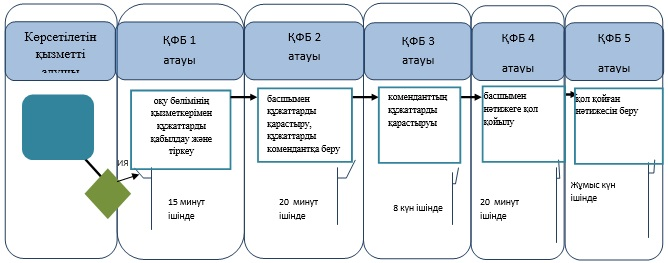 Көрсетілетін
қызметті
алушы
ҚФБ 1
атауы
ҚФБ 2
атауы
ҚФБ 3
атауы
ҚФБ 4
атауы
ҚФБ 5
атауы
оқу бөлімінің
қызметкерімен
құжаттарды
қабылдау және
тіркеу
басшымен
құжаттарды
қарастыру,
құжаттарды
комендантқа беру
коменданттың
құжаттарды
қарастыруы
басшымен
нәтижеге қол
қойылу
қол қойған
нәтижесін беру
ия
15 минут
ішінде
20 минут
ішінде
8 күн ішінде
20 минут
ішінде
Жұмыс күн
ішінде